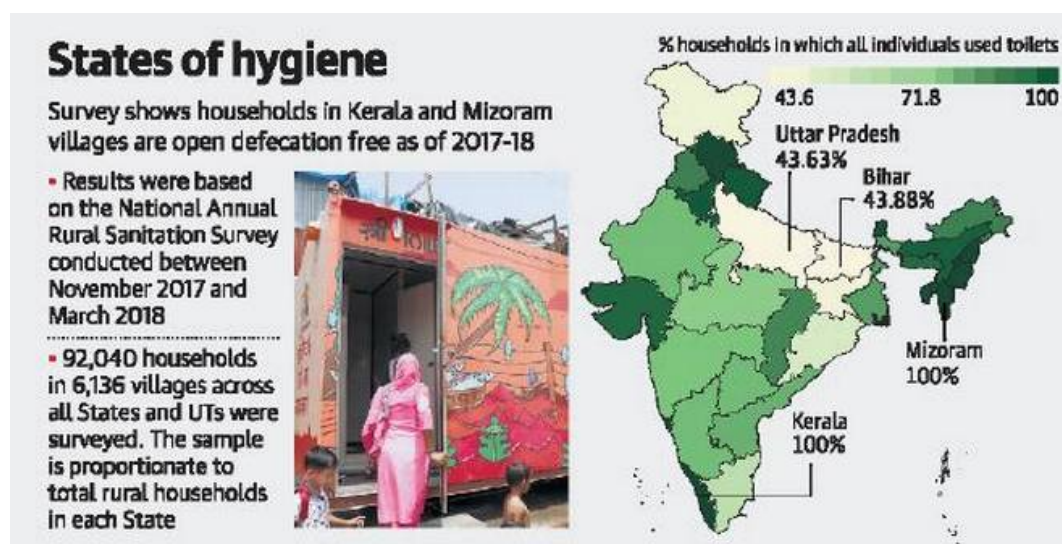 States of hygiene
Survey shows households in Kerala and Mizoram
villages are open defecation free as of 2017-18
• Results were based
on the National Annual
Rural Sanitation Survey
conducted between
November 2017 and
March 2018
• 92,040 households
in 6,136 villages across
all States and UTs were
surveyed. The sample
is proportionate to
total rural households
in each State
% households in which all individuals used toilets
43.6 71.8 100
Uttar Pradesh
43.63%
Bihar
43.88%
Mizoram
100%
Kerala
100%